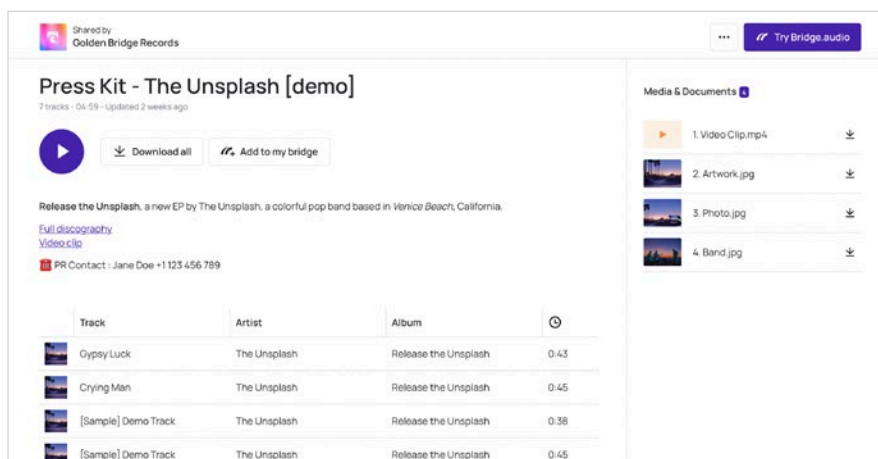 Shared by
Golden Bridge Records
Try Bridge.audio
Press Kit - The Unsplash [demo]
7 tracks - 04:59 - Updated 2 weeks ago
Download all
Add to my bridge
Release the Unsplash, a new EP by The Unsplash, a colorful pop band based in Venice Beach, California.
Full discography
Video clip
PR Contact : Jane Doe +1 123 456 789
Track Artist Album
Gypsy Luck The Unsplash Release the Unsplash 0:43
Crying Man The Unsplash Release the Unsplash 0:45
[Sample] Demo Track The Unsplash Release the Unsplash 0:38
[Sample] Demo Track The Unsplash Release the Unsplash 0:45
Media & Documents 4
1. Video Clip.mp4
2. Artwork.jpg
3. Photo.jpg
4. Band.jpg